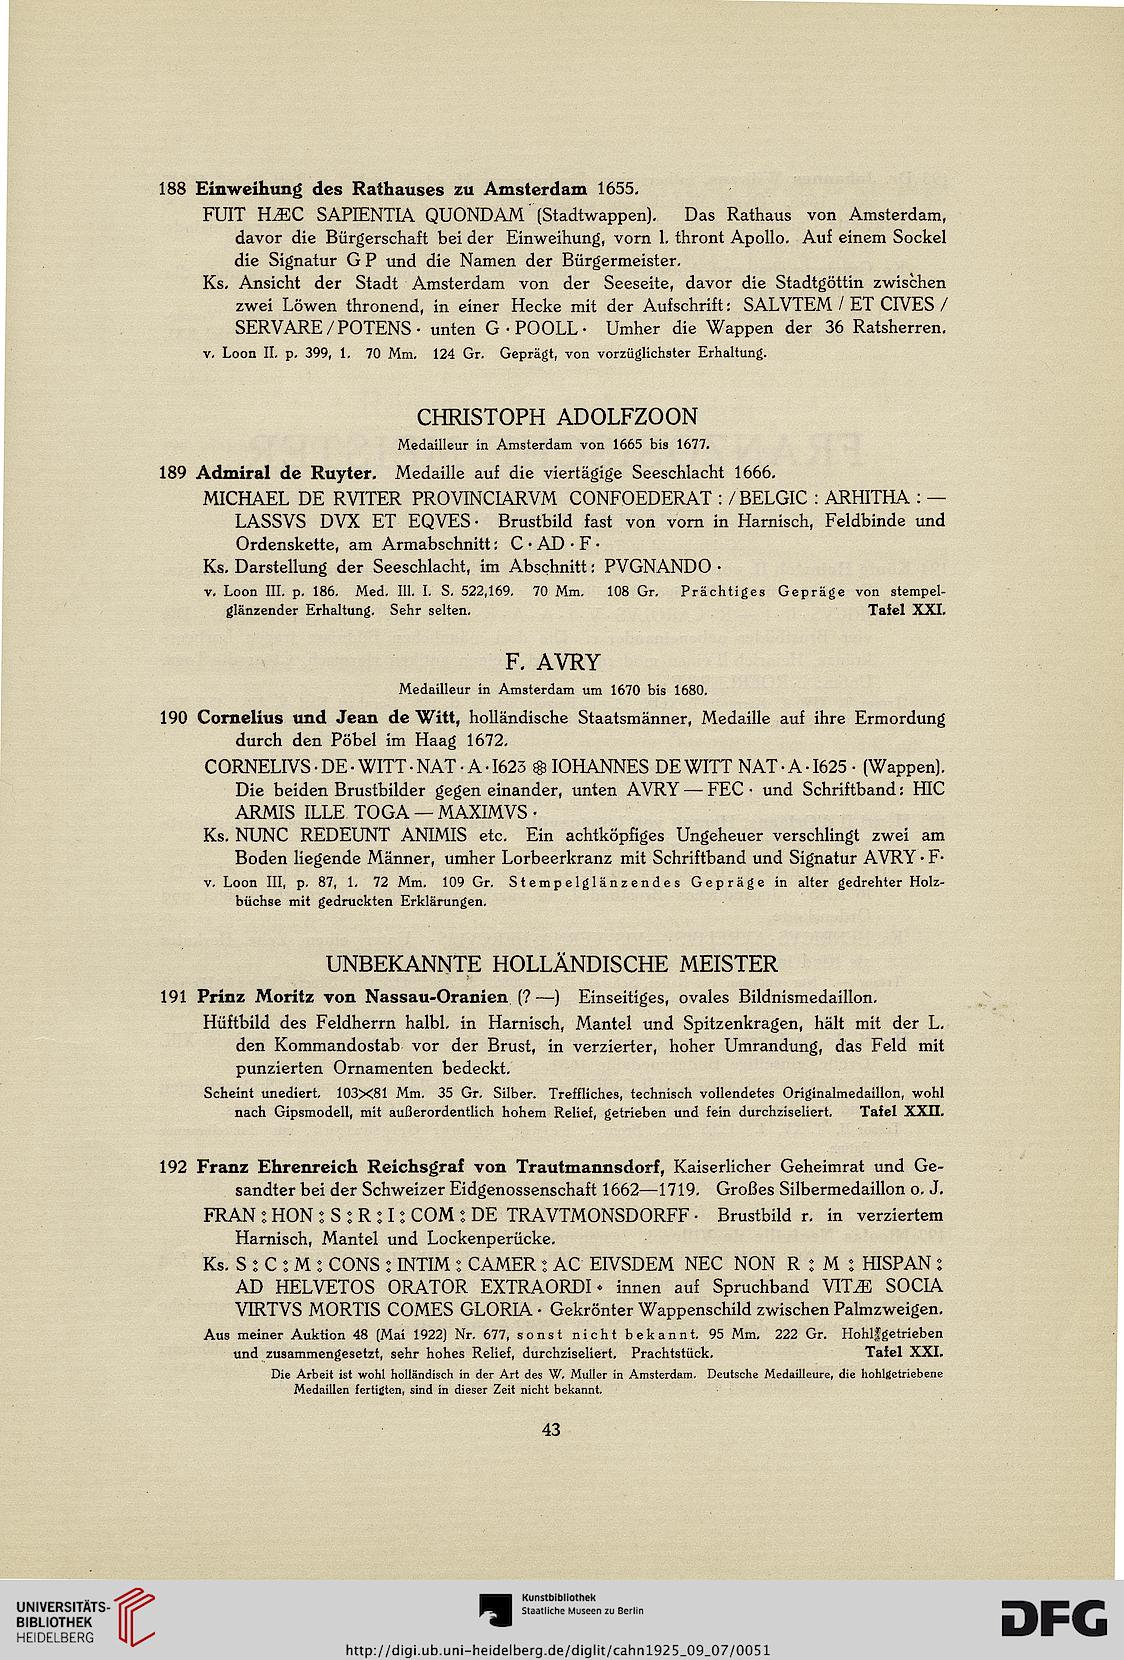 188 Einweihung des Rathauses zu Amsterdam 1655.
FUIT HÆC SAPIENTIA QUONDAM (Stadtwappen). Das Rathaus von Amsterdam,
davor die Bürgerschaft bei der Einweihung, vorn l. thront Apollo. Auf einem Sockel
die Signatur G P und die Namen der Bürgermeister.
Ks. Ansicht der Stadt Amsterdam von der Seeseite, davor die Stadtgöttin zwischen
zwei Löwen thronend, in einer Hecke mit der Aufschrift: SALVTEM / ET CIVES /
SERVARE / POTENS · unten G · POOLL · Umher die Wappen der 36 Ratsherren.
v. Loon II. p. 399, 1. 70 Mm. 124 Gr. Geprägt, von vorzüglichster Erhaltung.
CHRISTOPH ADOLFZOON
Medailleur in Amsterdam von 1665 bis 1677.
189 Admiral de Ruyter. Medaille auf die viertägige Seeschlacht 1666.
MICHAEL DE RVITER PROVINCIARVM CONFOEDERAT : / BELGIC : ARHITHA : —
LASSVS DVX ET EQVES · Brustbild fast von vorn in Harnisch, Feldbinde und
Ordenskette, am Armabschnitt: C · AD · F ·
Ks. Darstellung der Seeschlacht, im Abschnitt: PVGNANDO ·
v. Loon III. p. 186. Med. Ill. I. S. 522,169. 70 Mm. 108 Gr. Prächtiges Gepräge von stempel-
glänzender Erhaltung. Sehr selten. Tafel XXI.
F. AVRY
Medailleur in Amsterdam um 1670 bis 1680.
190 Cornelius und Jean de Witt, holländische Staatsmänner, Medaille auf ihre Ermordung
durch den Pöbel im Haag 1672.
CORNELIVS · DE · WITT · NAT · A · I623 ❀ IOHANNES DE WITT NAT · A · I625 · (Wappen).
Die beiden Brustbilder gegen einander, unten AVRY — FEC · und Schriftband: HIC
ARMIS ILLE TOGA — MAXIMVS ·
Ks. NUNC REDEUNT ANIMIS etc. Ein achtköpfiges Ungeheuer verschlingt zwei am
Boden liegende Männer, umher Lorbeerkranz mit Schriftband und Signatur AVRY · F·
v. Loon III, p. 87, 1. 72 Mm. 109 Gr. Stempelglänzendes Gepräge in alter gedrehter Holz-
büchse mit gedruckten Erklärungen.
UNBEKANNTE HOLLÄNDISCHE MEISTER
191 Prinz Moritz von Nassau-Oranien (? —) Einseitiges, ovales Bildnismedaillon.
Hüftbild des Feldherrn halbl. in Harnisch, Mantel und Spitzenkragen, hält mit der L.
den Kommandostab vor der Brust, in verzierter, hoher Umrandung, das Feld mit
punzierten Ornamenten bedeckt.
Scheint unediert. 103×81 Mm. 35 Gr. Silber. Treffliches, technisch vollendetes Originalmedaillon, wohl
nach Gipsmodell, mit außerordentlich hohem Relief, getrieben und fein durchziseliert. Tafel XXII.
192 Franz Ehrenreich Reichsgraf von Trautmannsdorf, Kaiserlicher Geheimrat und Ge-
sandter bei der Schweizer Eidgenossenschaft 1662—1719. Großes Silbermedaillon o. J.
FRAN : HON : S : R : I : COM : DE TRAVTMONSDORFF · Brustbild r. in verziertem
Harnisch, Mantel und Lockenperücke.
Ks. S : C : M : CONS : INTIM : CAMER : AC EIVSDEM NEC NON R : M : HISPAN :
AD HELVETOS ORATOR EXTRAORDI · innen auf Spruchband VITÆ SOCIA
VIRTVS MORTIS COMES GLORIA · Gekrönter Wappenschild zwischen Palmzweigen.
Aus meiner Auktion 48 (Mai 1922) Nr. 677, sonst nicht bekannt. 95 Mm. 222 Gr. Hohl getrieben
und zusammengesetzt, sehr hohes Relief, durchziseliert. Prachtstück. Tafel XXI.
Die Arbeit ist wohl holländisch in der Art des W. Muller in Amsterdam. Deutsche Medailleure, die hohlgetriebene
Medaillen fertigten, sind in dieser Zeit nicht bekannt.
43
UNIVERSITÄTS-
BIBLIOTHEK
HEIDELBERG
Kunstbibliothek
Staatliche Museen zu Berlin
DFG
http://digi.ub.uni-heidelberg.de/diglit/cahn1925_09_07/0051